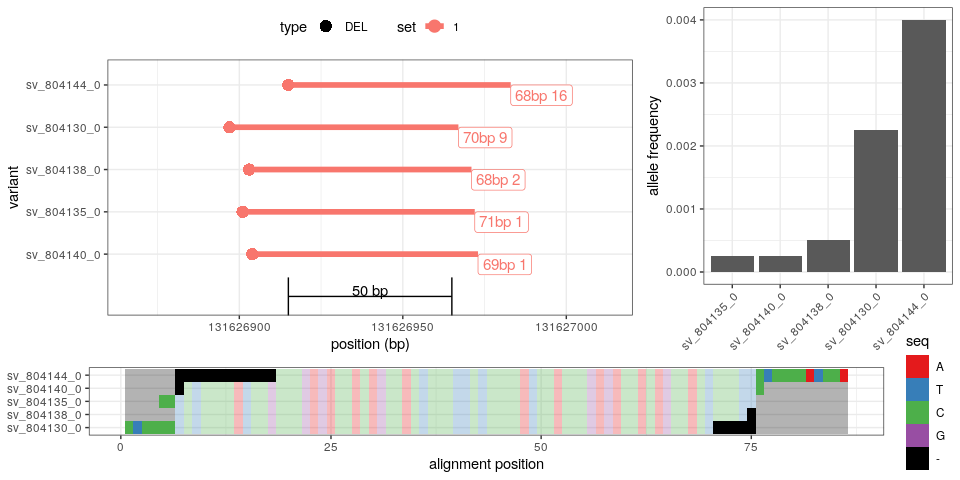 type DEL set 1
variant
sv_804144_0
sv_804130_0
sv_804138_0
sv_804135_0
sv_804140_0
68bp 16
70bp 9
68bp 2
71bp 1
69bp 1
50 bp
131626900 131626950 131627000
position (bp)
allele frequency
0.004
0.003
0.002
0.001
0.000
sv_804135_0 sv_804140_0 sv_804138_0 sv_804130_0 sv_804144_0
sv_804144_0
sv_804140_0
sv_804135_0
sv_804138_0
sv_804130_0
0 25 50 75
alignment position
seq
A
T
C
G
-